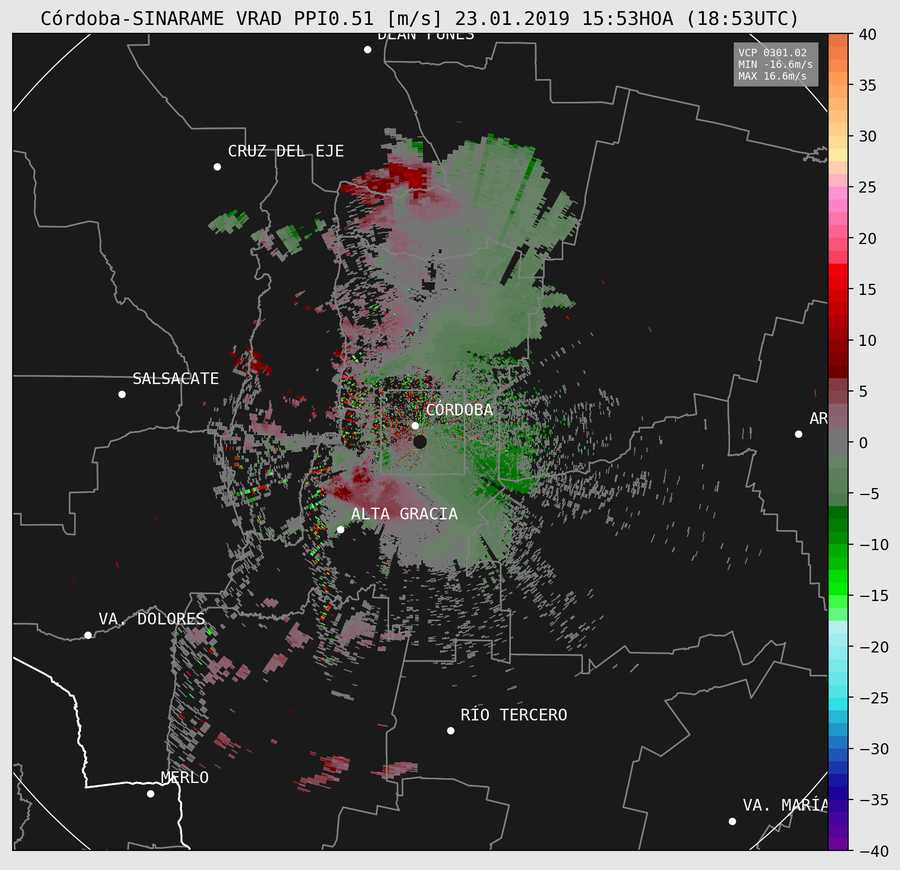 Córdoba-SINARAME VRAD PPI0.51 [m/s] 23.01.2019 15:53HOA (18:53UTC)
DEAN FUNES
VCP 0301.02
MIN -16.6m/s
MAX 16.6m/s
CRUZ DEL EJE
SALSACATE
CÓRDOBA
AR
ALTA GRACIA
VA. DOLORES
RÍO TERCERO
MERLO
VA. MARÍA
40
35
30
25
20
15
10
5
0
−5
−10
−15
−20
−25
−30
−35
−40